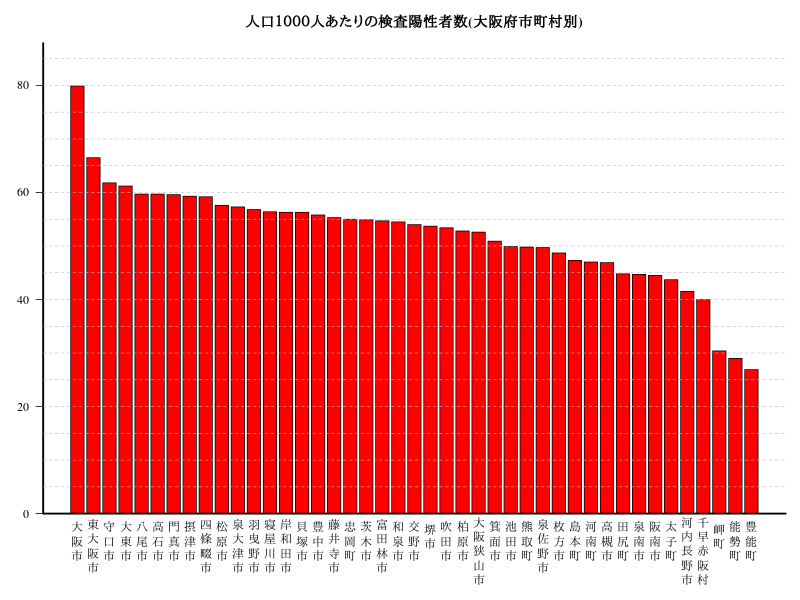 人口1000人あたりの検査陽性者数(大阪府市町村別)
80
60
40
20
0
大阪市
東大阪市
守口市
大東市
八尾市
高石市
門真市
摂津市
四條畷市
松原市
泉大津市
羽曳野市
寝屋川市
岸和田市
貝塚市
豊中市
藤井寺市
忠岡町
茨木市
富田林市
和泉市
交野市
堺市
吹田市
柏原市
大阪狭山市
箕面市
池田市
熊取町
泉佐野市
枚方市
島本町
河南町
高槻市
田尻町
泉南市
阪南市
太子町
河内長野市
千早赤阪村
岬町
能勢町
豊能町